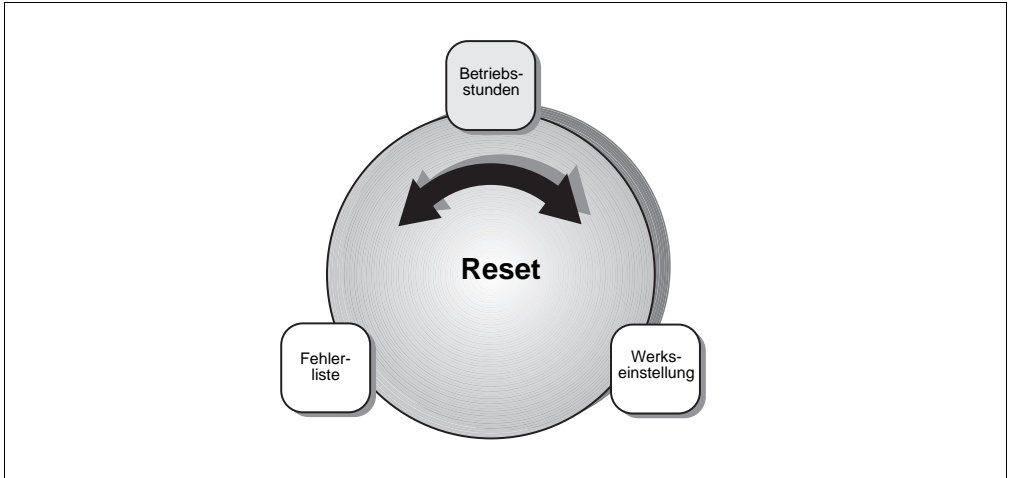 Betriebs-
stunden
Reset
Fehler-
liste
Werks-
einstellung